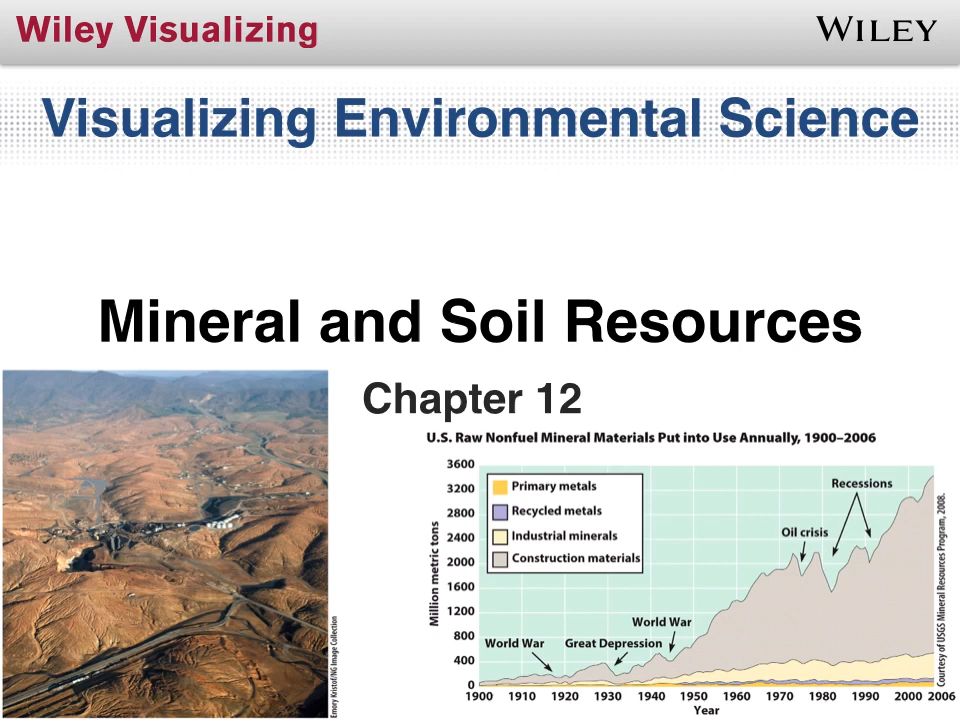 Wiley Visualizing
WILEY
Visualizing Environmental Science
Mineral and Soil Resources
Chapter 12
Emory Kristof/NG Image Collection
U.S. Raw Nonfuel Mineral Materials Put into Use Annually, 1900–2006
Million metric tons
3600
3200
2800
2400
2000
1600
1200
800
400
0
Primary metals
Recycled metals
Industrial minerals
Construction materials
Recessions
Oil crisis
World War
World War
Great Depression
1900 1910 1920 1930 1940 1950 1960 1970 1980 1990 2000 2006
Year
Courtesy of USGS Mineral Resources Program, 2008.